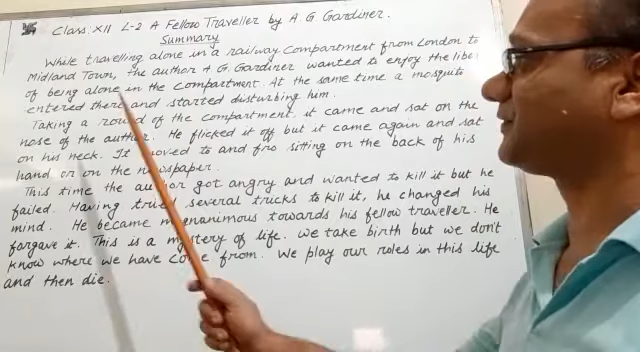 Class XII L-2 A Fellow Traveller by A. G. Gardiner.
Summary
While travelling alone in a railway compartment from London to
Midland Town, the author A G. Gardiner wanted to enjoy the
of being alone in the compartment. At the same time a mosquito
entered there and started disturbing him.
Taking a round of the compartment, it came and sat on the
nose of the author. He flicked it off but it came again and sat
on his neck. It moved to and fro sitting on the back of his
hand or on the newspaper.
This time the author got angry and wanted to kill it but he
failed. Having tried several tricks to kill it, he changed his
mind. He became magnanimous towards his fellow traveller. He
forgave it. This is a mystery of life. We take birth but we don't
know where we have come from. We play our roles in this life
and then die.